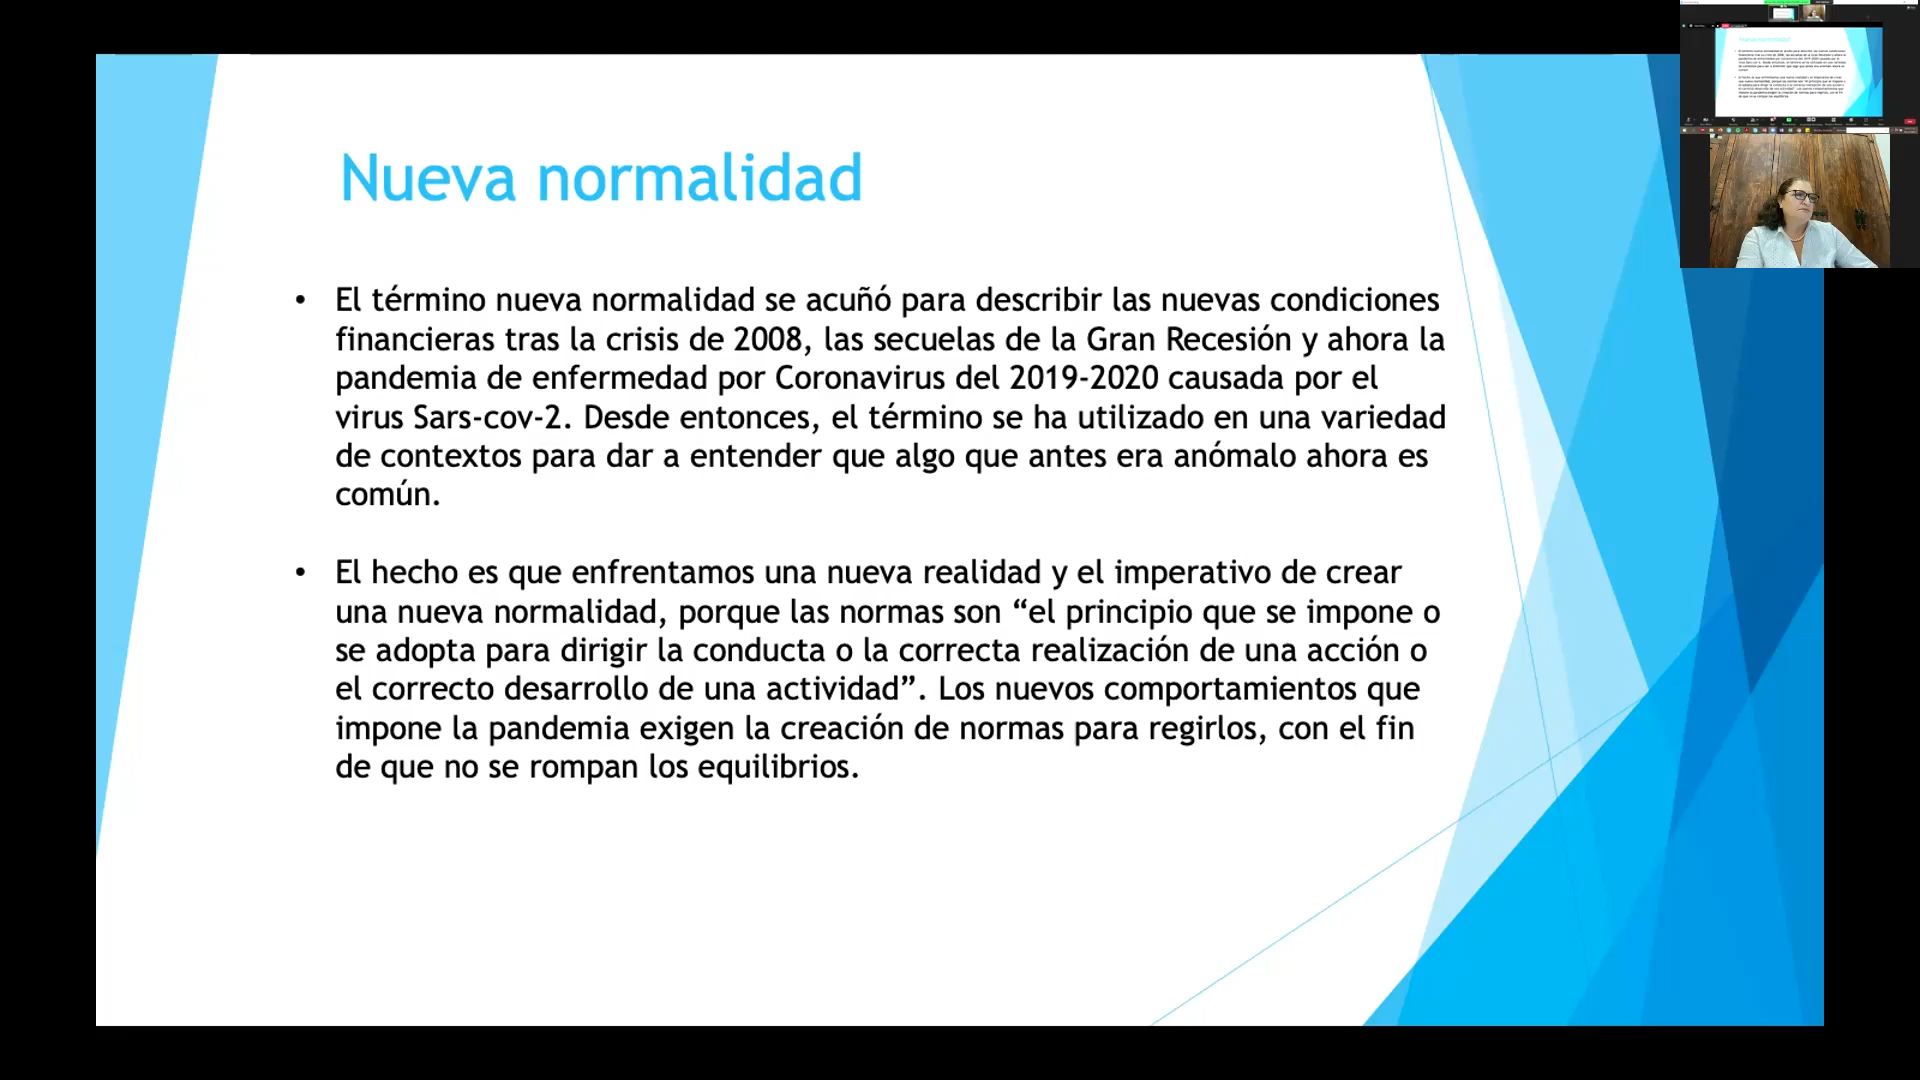 Nueva normalidad
• El término nueva normalidad se acuñó para describir las nuevas condiciones
financieras tras la crisis de 2008, las secuelas de la Gran Recesión y ahora la
pandemia de enfermedad por Coronavirus del 2019-2020 causada por el
virus Sars-cov-2. Desde entonces, el término se ha utilizado en una variedad
de contextos para dar a entender que algo que antes era anómalo ahora es
común.
• El hecho es que enfrentamos una nueva realidad y el imperativo de crear
una nueva normalidad, porque las normas son “el principio que se impone o
se adopta para dirigir la conducta o la correcta realización de una acción o
el correcto desarrollo de una actividad”. Los nuevos comportamientos que
impone la pandemia exigen la creación de normas para regirlos, con el fin
de que no se rompan los equilibrios.